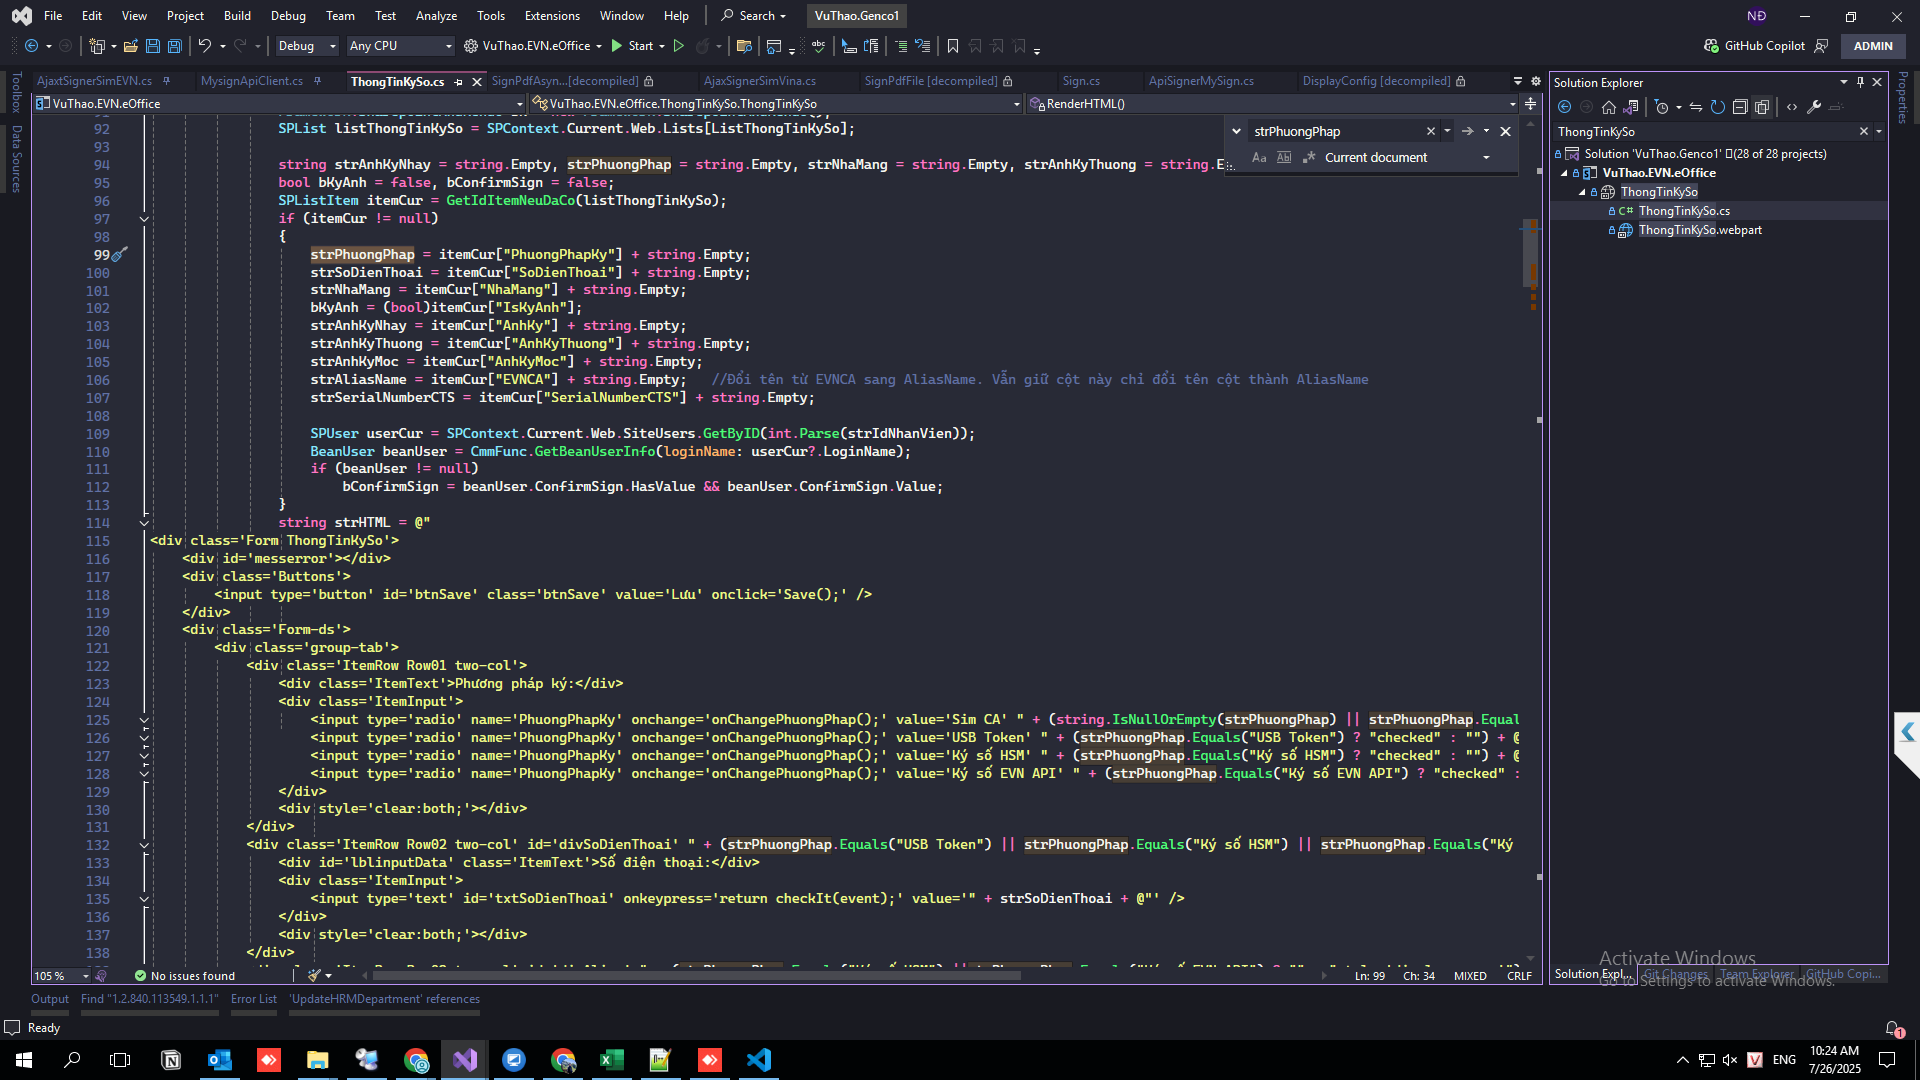 File Edit View Project Build Debug Team Test Analyze Tools Extensions Window Help Search VuThao.Genco1 NĐ
Debug Any CPU VuThao.EVN.eOffice Start GitHub Copilot ADMIN
AjaxtSignerSimEVN.cs MysignApiClient.cs ThongTinKySo.cs SignPdfAsyn...[decompiled] AjaxSignerSimVina.cs SignPdfFile [decompiled] Sign.cs ApiSignerMySign.cs DisplayConfig [decompiled]
VuThao.EVN.eOffice VuThao.EVN.eOffice.ThongTinKySo.ThongTinKySo RenderHTML()
Toolbox
Data Sources
strPhuongPhap
Aa Ab Current document
92 SPList listThongTinKySo = SPContext.Current.Web.Lists[ListThongTinKySo];
93
94 string strAnhKyNhay = string.Empty, strPhuongPhap = string.Empty, strNhaMang = string.Empty, strAnhKyThuong = string.E
95 bool bKyAnh = false, bConfirmSign = false;
96 SPListItem itemCur = GetIdItemNeuDaCo(listThongTinKySo);
97 if (itemCur != null)
98 {
99 strPhuongPhap = itemCur["PhuongPhapKy"] + string.Empty;
100 strSoDienThoai = itemCur["SoDienThoai"] + string.Empty;
101 strNhaMang = itemCur["NhaMang"] + string.Empty;
102 bKyAnh = (bool)itemCur["IsKyAnh"];
103 strAnhKyNhay = itemCur["AnhKy"] + string.Empty;
104 strAnhKyThuong = itemCur["AnhKyThuong"] + string.Empty;
105 strAnhKyMoc = itemCur["AnhKyMoc"] + string.Empty;
106 strAliasName = itemCur["EVNCA"] + string.Empty; //Đổi tên từ EVNCA sang AliasName. Vẫn giữ cột này chỉ đổi tên cột thành AliasName
107 strSerialNumberCTS = itemCur["SerialNumberCTS"] + string.Empty;
108
109 SPUser userCur = SPContext.Current.Web.SiteUsers.GetByID(int.Parse(strIdNhanVien));
110 BeanUser beanUser = CmmFunc.GetBeanUserInfo(loginName: userCur?.LoginName);
111 if (beanUser != null)
112 bConfirmSign = beanUser.ConfirmSign.HasValue && beanUser.ConfirmSign.Value;
113 }
114 string strHTML = @"
115 <div class='Form ThongTinKySo'>
116 <div id='messerror'></div>
117 <div class='Buttons'>
118 <input type='button' id='btnSave' class='btnSave' value='Lưu' onclick='Save();' />
119 </div>
120 <div class='Form-ds'>
121 <div class='group-tab'>
122 <div class='ItemRow Row01 two-col'>
123 <div class='ItemText'>Phương pháp ký:</div>
124 <div class='ItemInput'>
125 <input type='radio' name='PhuongPhapKy' onchange='onChangePhuongPhap();' value='Sim CA' " + (string.IsNullOrEmpty(strPhuongPhap) || strPhuongPhap.Equal
126 <input type='radio' name='PhuongPhapKy' onchange='onChangePhuongPhap();' value='USB Token' " + (strPhuongPhap.Equals("USB Token") ? "checked" : "") + @
127 <input type='radio' name='PhuongPhapKy' onchange='onChangePhuongPhap();' value='Ký số HSM' " + (strPhuongPhap.Equals("Ký số HSM") ? "checked" : "") + @
128 <input type='radio' name='PhuongPhapKy' onchange='onChangePhuongPhap();' value='Ký số EVN API' " + (strPhuongPhap.Equals("Ký số EVN API") ? "checked" :
129 </div>
130 <div style='clear:both;'></div>
131 </div>
132 <div class='ItemRow Row02 two-col' id='divSoDienThoai' " + (strPhuongPhap.Equals("USB Token") || strPhuongPhap.Equals("Ký số HSM") || strPhuongPhap.Equals("Ký
133 <div id='lblinputData' class='ItemText'>Số điện thoại:</div>
134 <div class='ItemInput'>
135 <input type='text' id='txtSoDienThoai' onkeypress='return checkIt(event);' value='" + strSoDienThoai + @"' />
136 </div>
137 <div style='clear:both;'></div>
138 </div>
105 % No issues found Ln: 99 Ch: 34 MIXED CRLF
Solution Explorer
ThongTinKySo
Solution 'VuThao.Genco1' (28 of 28 projects)
VuThao.EVN.eOffice
ThongTinKySo
C# ThongTinKySo.cs
ThongTinKySo.webpart
Properties
Activate Windows
Go to Settings to activate Windows.
Solution Expl... Git Changes Team Explorer GitHub Copi...
Output Find "1.2.840.113549.1.1.1" Error List 'UpdateHRMDepartment' references
Ready
1
ENG 10:24 AM
7/26/2025